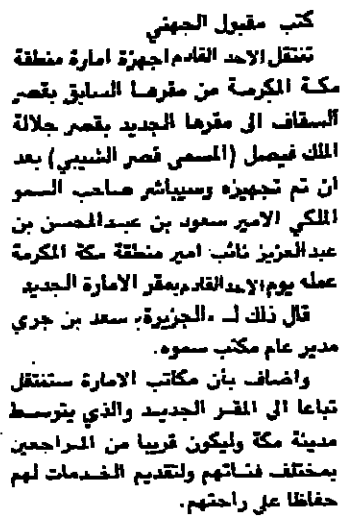 كتب مقبول الجهني
تنتقل الاحد القادم اجهزة امارة منطقة
مكة المكرمة من مقرها السابق بقصر
السقاف الى مقرها الجديد بقصر جلالة
الملك فيصل (المسمى قصر الشيبي) بعد
ان تم تجهيزه وسيباشر صاحب السمو
الملكي الامير سعود بن عبدالمحسن بن
عبدالعزيز نائب امير منطقة مكة المكرمة
عمله يوم الاحد القادم بمقر الامارة الجديد
قال ذلك لـ «الجزيرة» سعد بن جري
مدير عام مكتب سموه.
واضاف بأن مكاتب الامارة ستنتقل
تباعا الى المقر الجديد والذي يتوسط
مدينة مكة وليكون قريبا من المراجعين
بمختلف فئاتهم ولتقديم الخدمات لهم
حفاظا على راحتهم.